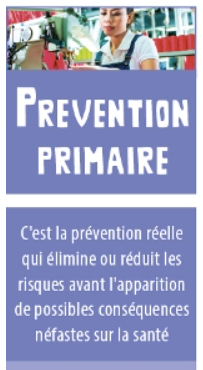 PREVENTION
PRIMAIRE
C'est la prévention réelle
qui élimine ou réduit les
risques avant l'apparition
de possibles conséquences
néfastes sur la santé